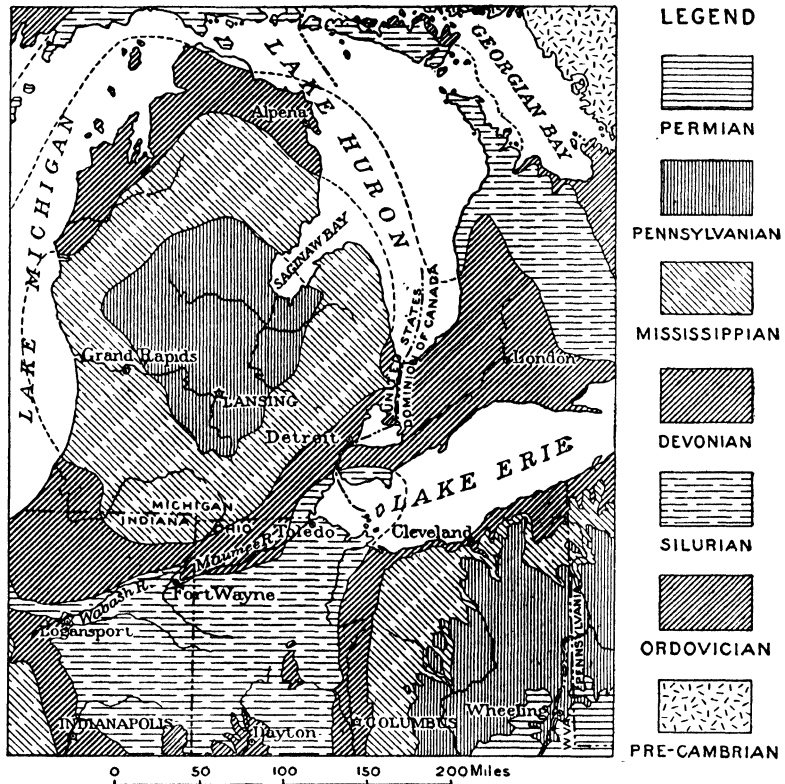 LEGEND
PERMIAN
PENNSYLVANIAN
MISSISSIPPIAN
DEVONIAN
SILURIAN
ORDOVICIAN
PRE-CAMBRIAN
GEORGIAN BAY
LAKE HURON
Alpena
LAKE MICHIGAN
SAGINAW BAY
UNITED STATES
DOMINION OF CANADA
Grand Rapids
London
LANSING
Detroit
LAKE ERIE
MICHIGAN
INDIANA
OHIO
Toledo
Cleveland
Maumee R.
Fort Wayne
Wabash R.
Logansport
PENNSYLVANIA
Wheeling
W.VA.
INDIANAPOLIS
Dayton
COLUMBUS
0 50 100 200 Miles